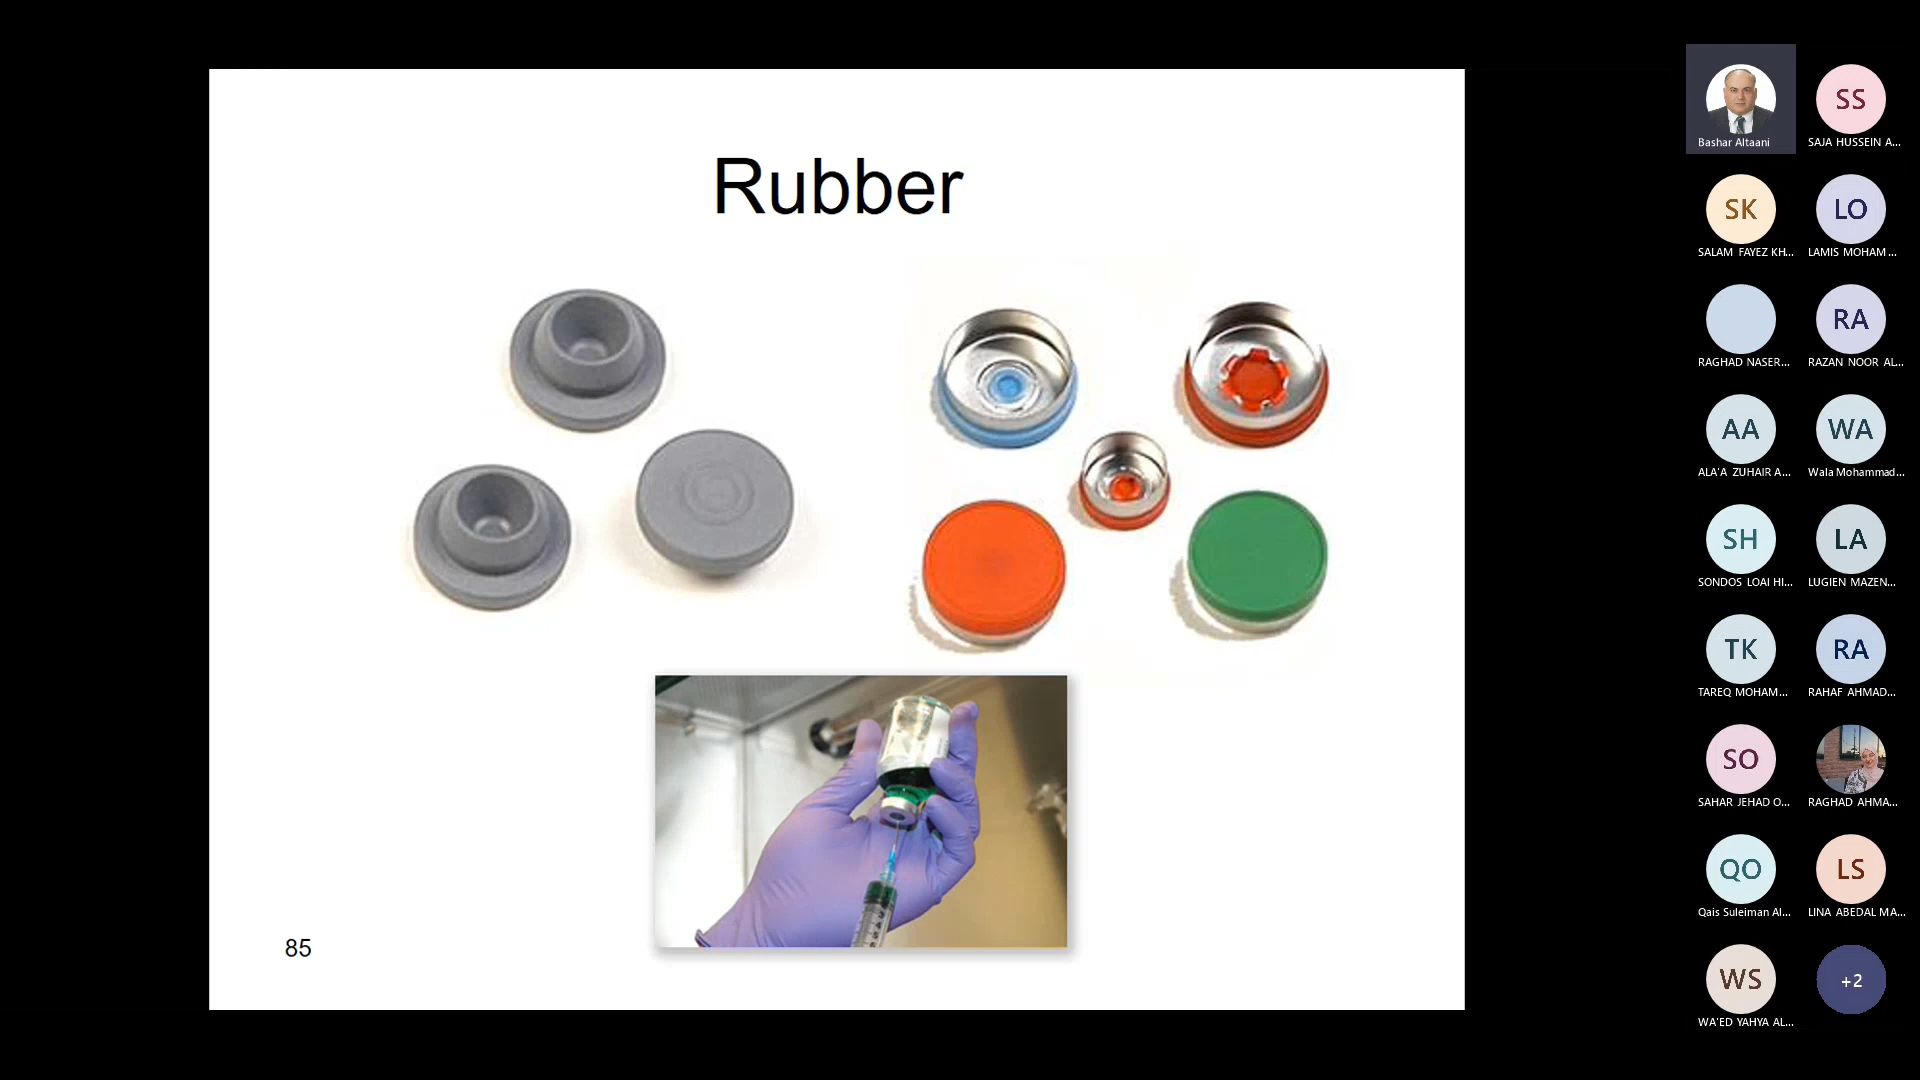 Rubber
85
Bashar Altaani
SS
SAJA HUSSEIN A...
SK
SALAM FAYEZ KH...
LO
LAMIS MOHAM...
RAGHAD NASER...
RA
RAZAN NOOR AL...
AA
ALA'A ZUHAIR A...
WA
Wala Mohammad...
SH
SONDOS LOAI HI...
LA
LUGIEN MAZEN...
TK
TAREQ MOHAM...
RA
RAHAF AHMAD...
SO
SAHAR JEHAD O...
RAGHAD AHMA...
QO
Qais Suleiman Al...
LS
LINA ABEDAL MA...
WS
WA'ED YAHYA AL...
+2